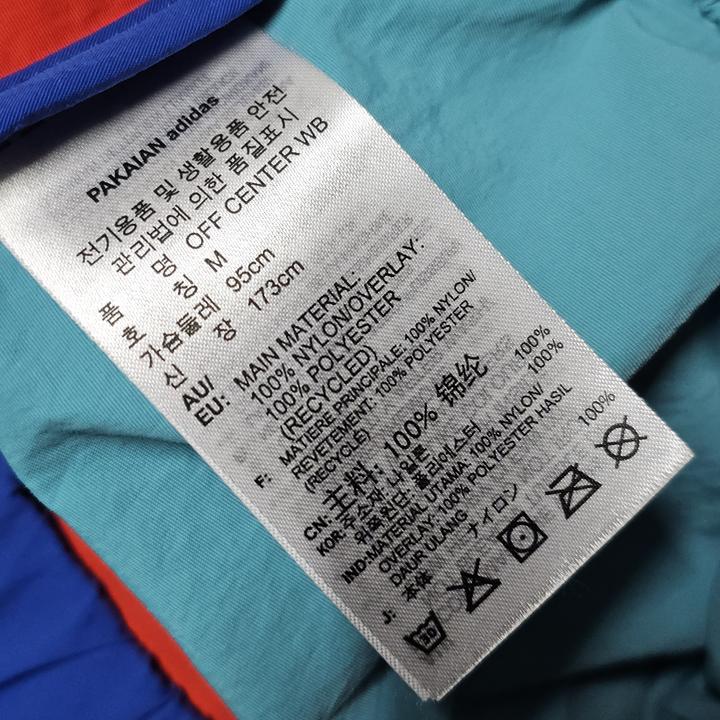 PAKAIAN adidas
전기용품 및 생활용품 안전
관리법에 의한 품질표시
품 명 OFF CENTER WB
호 칭 M
가슴둘레 95cm
신 장 173cm
AU/
EU: MAIN MATERIAL:
100% NYLON/OVERLAY:
100% POLYESTER
(RECYCLED)
F: MATIERE PRINCIPALE: 100% NYLON/
REVETEMENT: 100% POLYESTER
(RECYCLE)
CN: 主料: 100% 锦纶
KOR: 주소재: 나일론 100%
위쪽원단: 폴리에스터 100%
IND: MATERIAL UTAMA: 100% NYLON/
OVERLAY: 100% POLYESTER HASIL
DAUR ULANG
J: 本体 ナイロン 100%
30